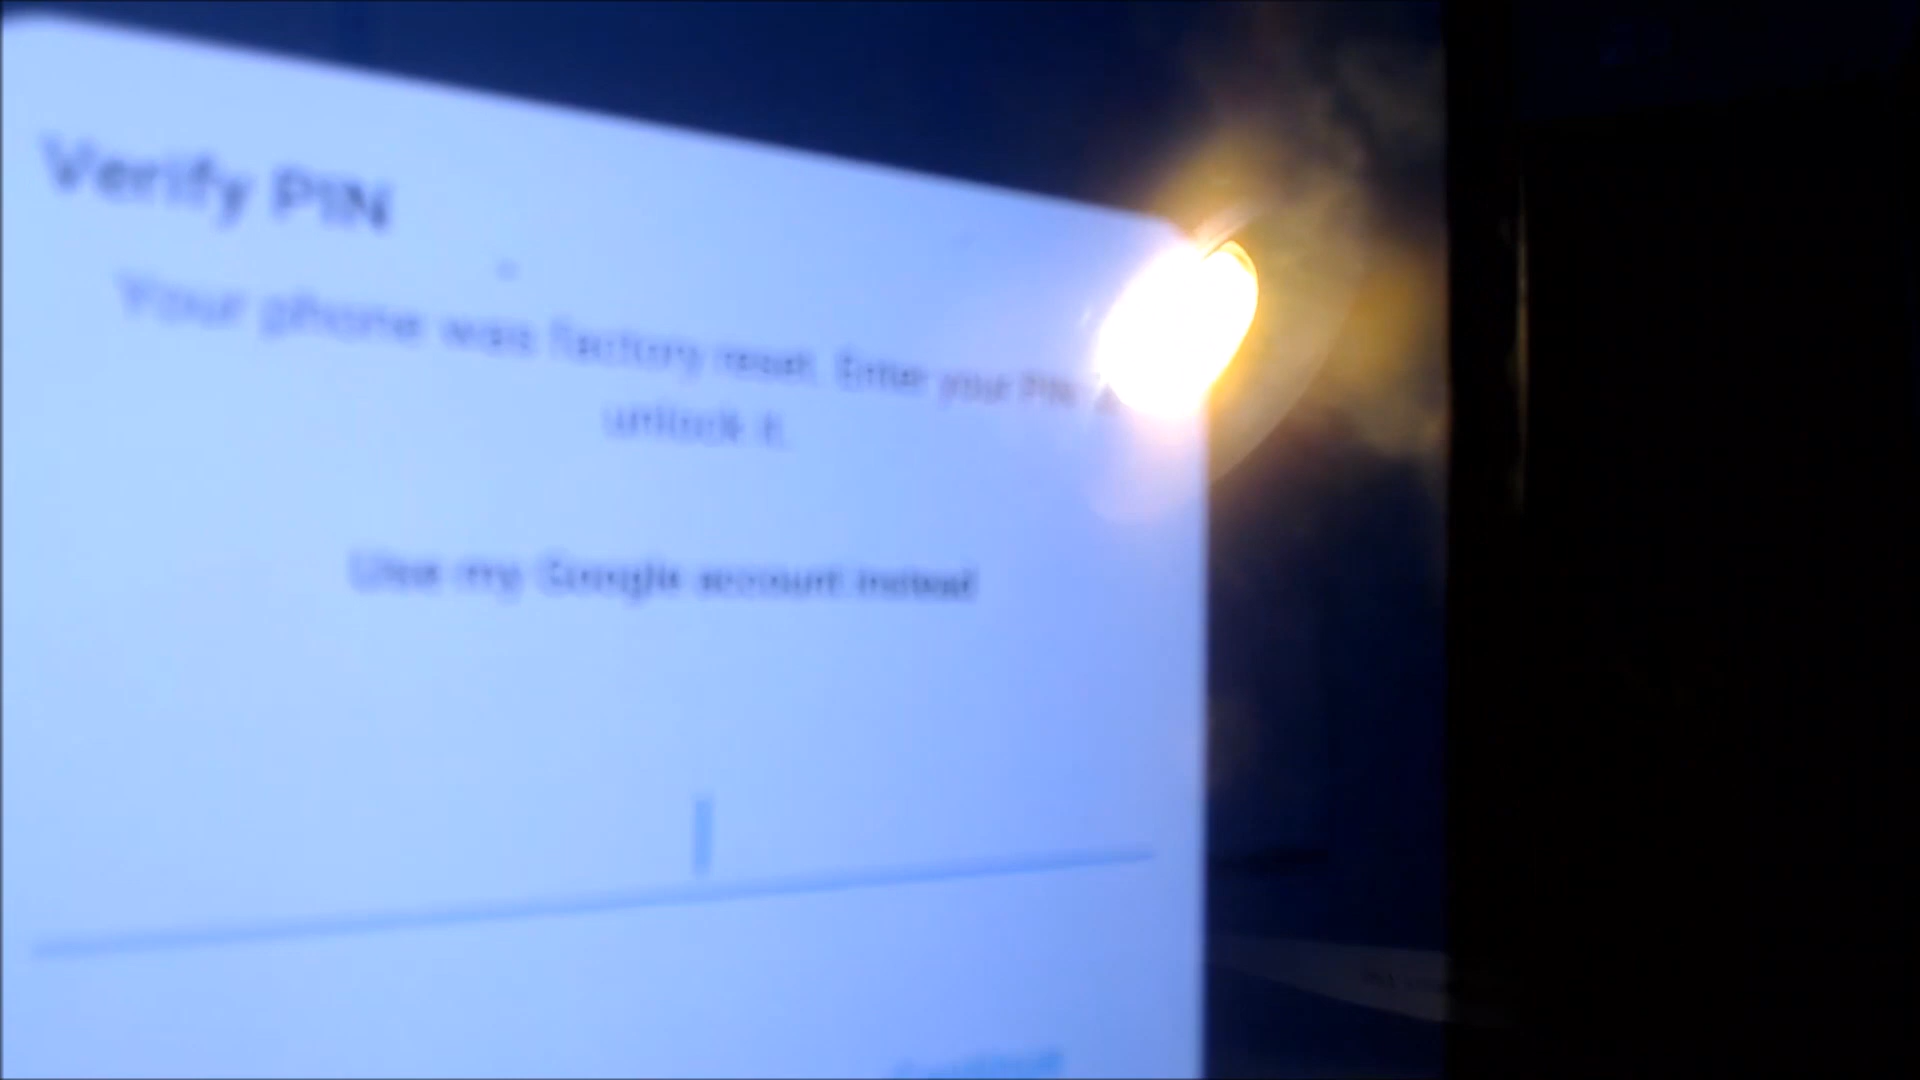 Verify PIN
Your phone was factory reset. Enter your PIN to
unlock it.
Use my Google account instead